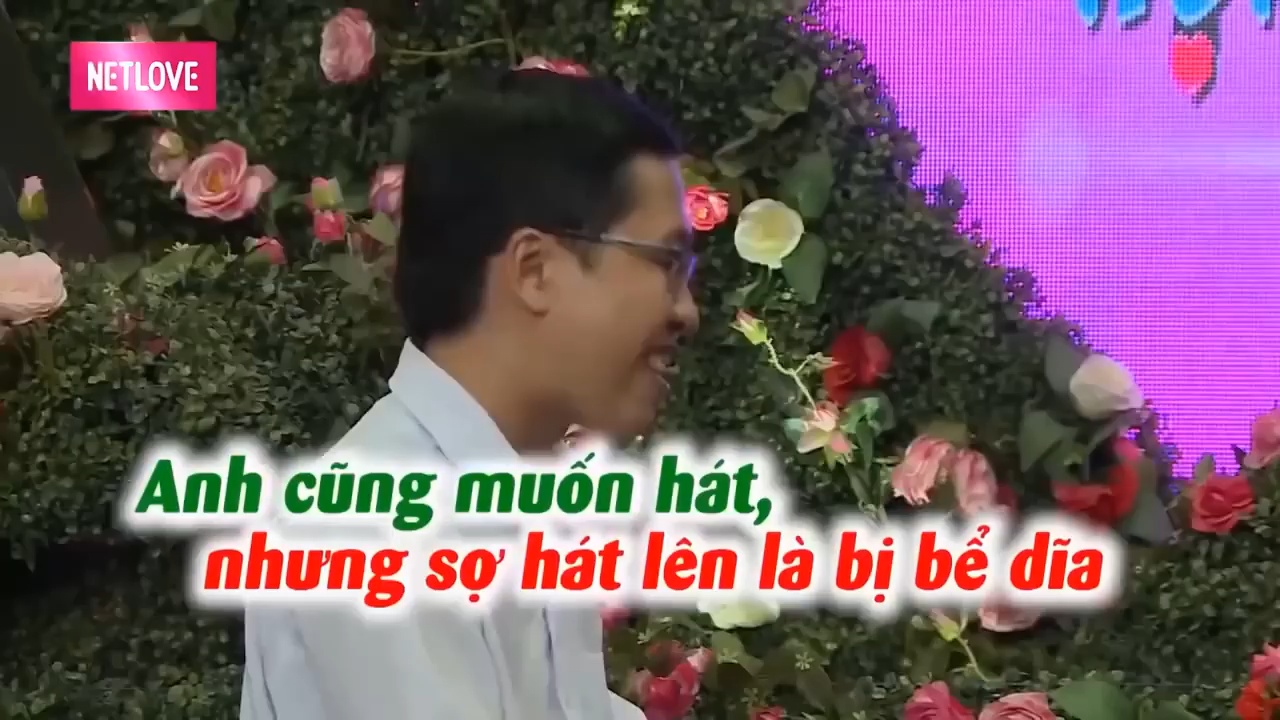 NETLOVE
Anh cũng muốn hát,
nhưng sợ hát lên là bị bể dĩa